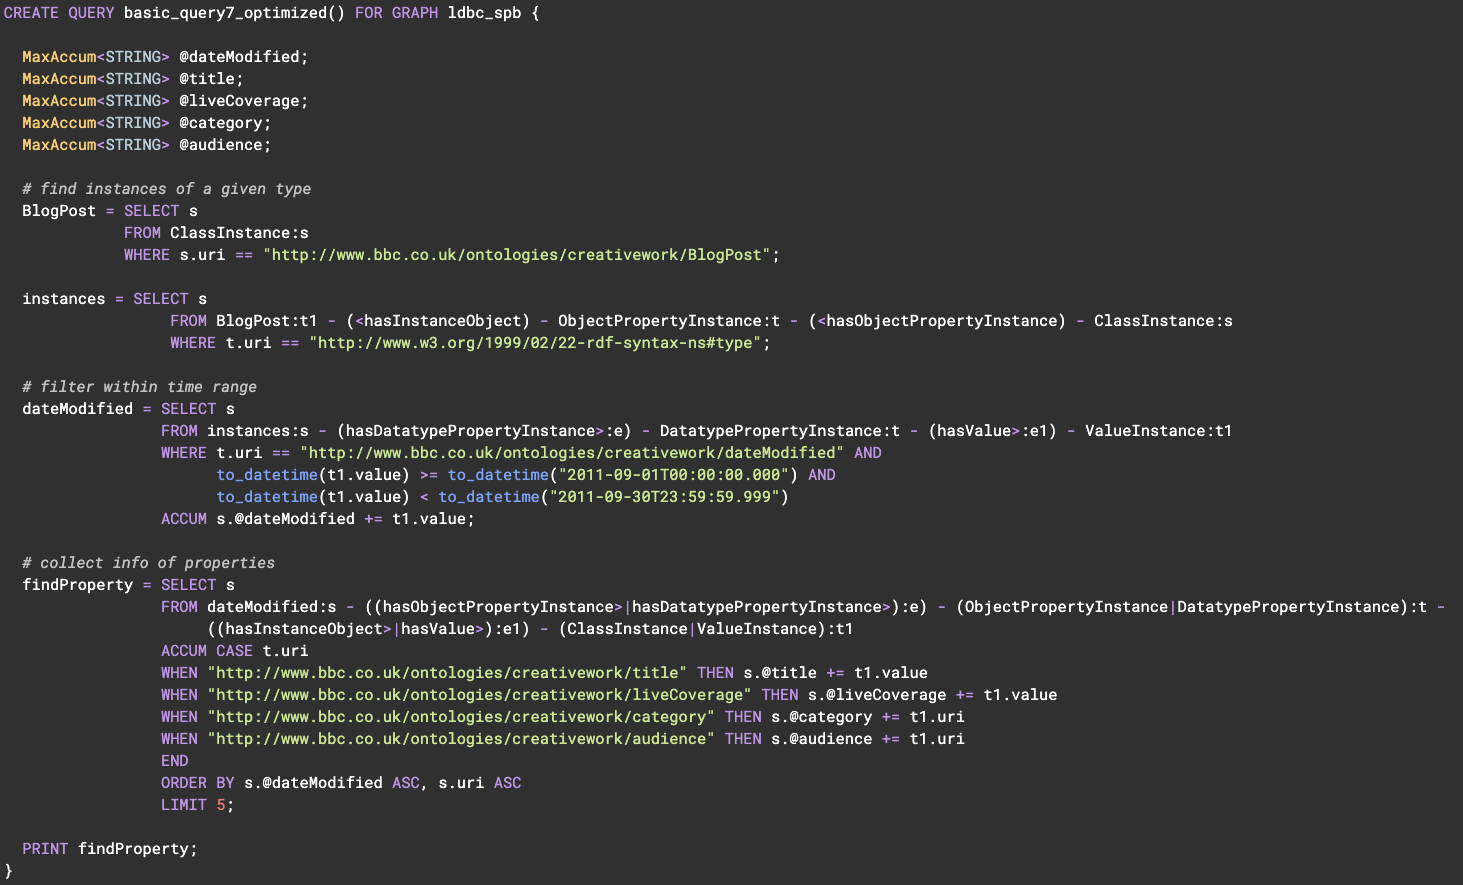 CREATE QUERY basic_query7_optimized() FOR GRAPH ldbc_spb {
MaxAccum<STRING> @dateModified;
MaxAccum<STRING> @title;
MaxAccum<STRING> @liveCoverage;
MaxAccum<STRING> @category;
MaxAccum<STRING> @audience;
# find instances of a given type
BlogPost = SELECT s
FROM ClassInstance:s
WHERE s.uri == "http://www.bbc.co.uk/ontologies/creativework/BlogPost";
instances = SELECT s
FROM BlogPost:t1 - (<hasInstanceObject) - ObjectPropertyInstance:t - (<hasObjectPropertyInstance) - ClassInstance:s
WHERE t.uri == "http://www.w3.org/1999/02/22-rdf-syntax-ns#type";
# filter within time range
dateModified = SELECT s
FROM instances:s - (hasDatatypePropertyInstance>:e) - DatatypePropertyInstance:t - (hasValue>:e1) - ValueInstance:t1
WHERE t.uri == "http://www.bbc.co.uk/ontologies/creativework/dateModified" AND
to_datetime(t1.value) >= to_datetime("2011-09-01T00:00:00.000") AND
to_datetime(t1.value) < to_datetime("2011-09-30T23:59:59.999")
ACCUM s.@dateModified += t1.value;
# collect info of properties
findProperty = SELECT s
FROM dateModified:s - ((hasObjectPropertyInstance>|hasDatatypePropertyInstance>):e) - (ObjectPropertyInstance|DatatypePropertyInstance):t -
((hasInstanceObject>|hasValue>):e1) - (ClassInstance|ValueInstance):t1
ACCUM CASE t.uri
WHEN "http://www.bbc.co.uk/ontologies/creativework/title" THEN s.@title += t1.value
WHEN "http://www.bbc.co.uk/ontologies/creativework/liveCoverage" THEN s.@liveCoverage += t1.value
WHEN "http://www.bbc.co.uk/ontologies/creativework/category" THEN s.@category += t1.uri
WHEN "http://www.bbc.co.uk/ontologies/creativework/audience" THEN s.@audience += t1.uri
END
ORDER BY s.@dateModified ASC, s.uri ASC
LIMIT 5;
PRINT findProperty;
}